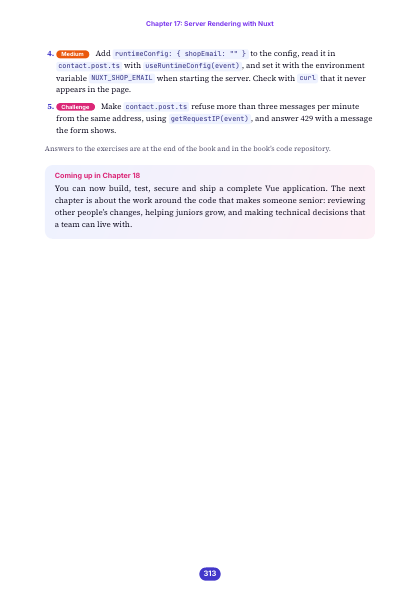 Chapter 17: Server Rendering with Nuxt
4. Medium Add runtimeConfig: { shopEmail: "" } to the config, read it in
contact.post.ts with useRuntimeConfig(event), and set it with the environment
variable NUXT_SHOP_EMAIL when starting the server. Check with curl that it never
appears in the page.
5. Challenge Make contact.post.ts refuse more than three messages per minute
from the same address, using getRequestIP(event), and answer 429 with a message
the form shows.
Answers to the exercises are at the end of the book and in the book's code repository.
Coming up in Chapter 18
You can now build, test, secure and ship a complete Vue application. The next
chapter is about the work around the code that makes someone senior: reviewing
other people's changes, helping juniors grow, and making technical decisions that
a team can live with.
313